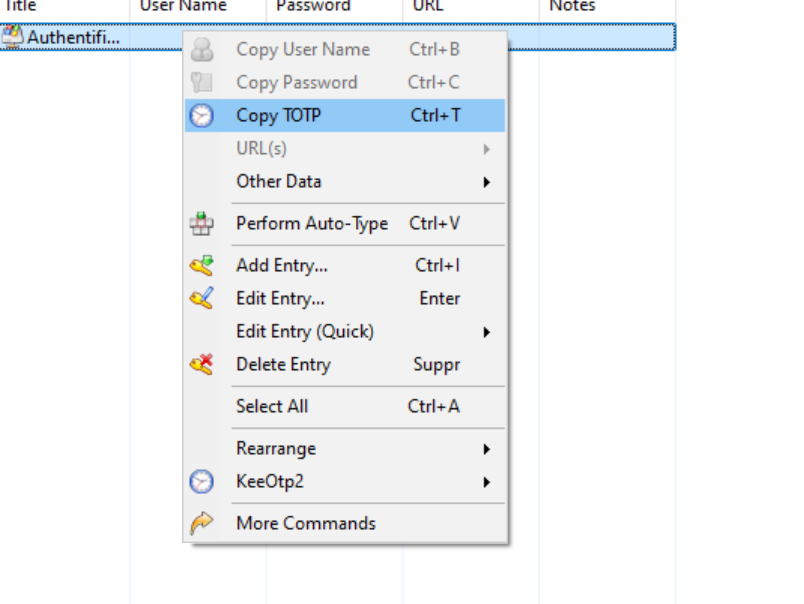 Title User Name Password URL Notes
Authentifi...
Copy User Name Ctrl+B
Copy Password Ctrl+C
Copy TOTP Ctrl+T
URL(s)
Other Data
Perform Auto-Type Ctrl+V
Add Entry... Ctrl+I
Edit Entry... Enter
Edit Entry (Quick)
Delete Entry Suppr
Select All Ctrl+A
Rearrange
KeeOtp2
More Commands